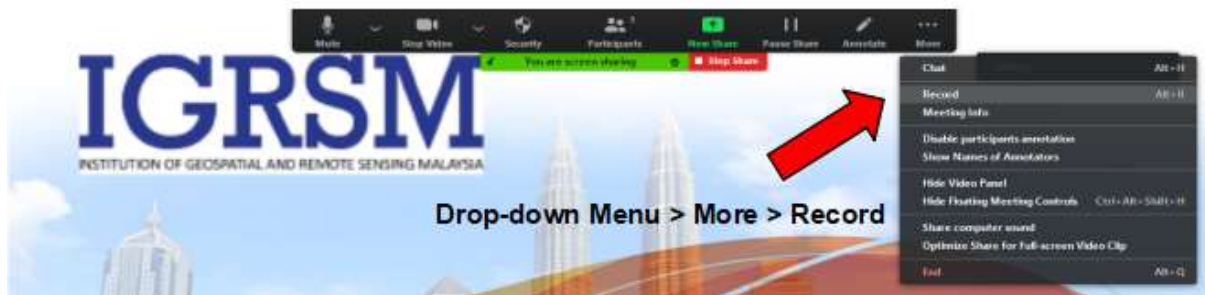 Mute
Stop Video
Security
Participants
1
New Share
Pause Share
Annotate
More
You are screen sharing
Stop Share
IGRSM
INSTITUTION OF GEOSPATIAL AND REMOTE SENSING MALAYSIA
Drop-down Menu > More > Record
Chat Alt+H
Record Alt+R
Meeting Info
Disable participants annotation
Show Names of Annotators
Hide Video Panel
Hide Floating Meeting Controls Ctrl+Alt+Shift+H
Share computer sound
Optimize Share for Full-screen Video Clip
End Alt+Q